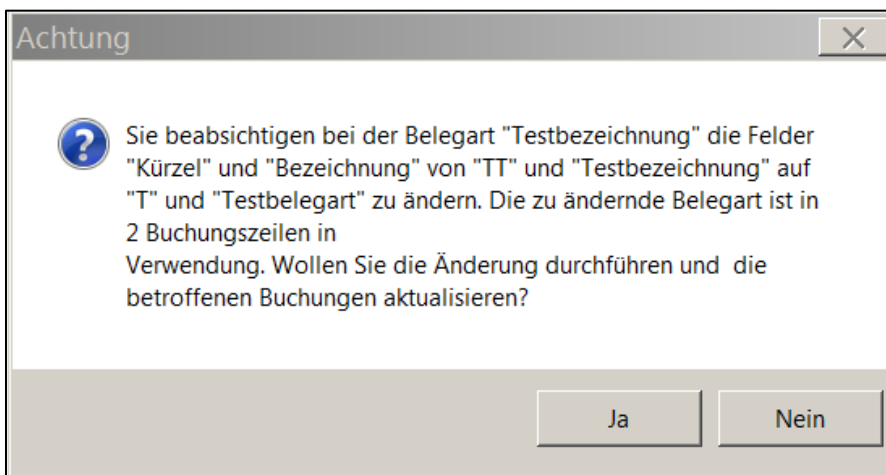 Achtung
Sie beabsichtigen bei der Belegart "Testbezeichnung" die Felder
"Kürzel" und "Bezeichnung" von "TT" und "Testbezeichnung" auf
"T" und "Testbelegart" zu ändern. Die zu ändernde Belegart ist in
2 Buchungszeilen in
Verwendung. Wollen Sie die Änderung durchführen und  die
betroffenen Buchungen aktualisieren?
Ja Nein